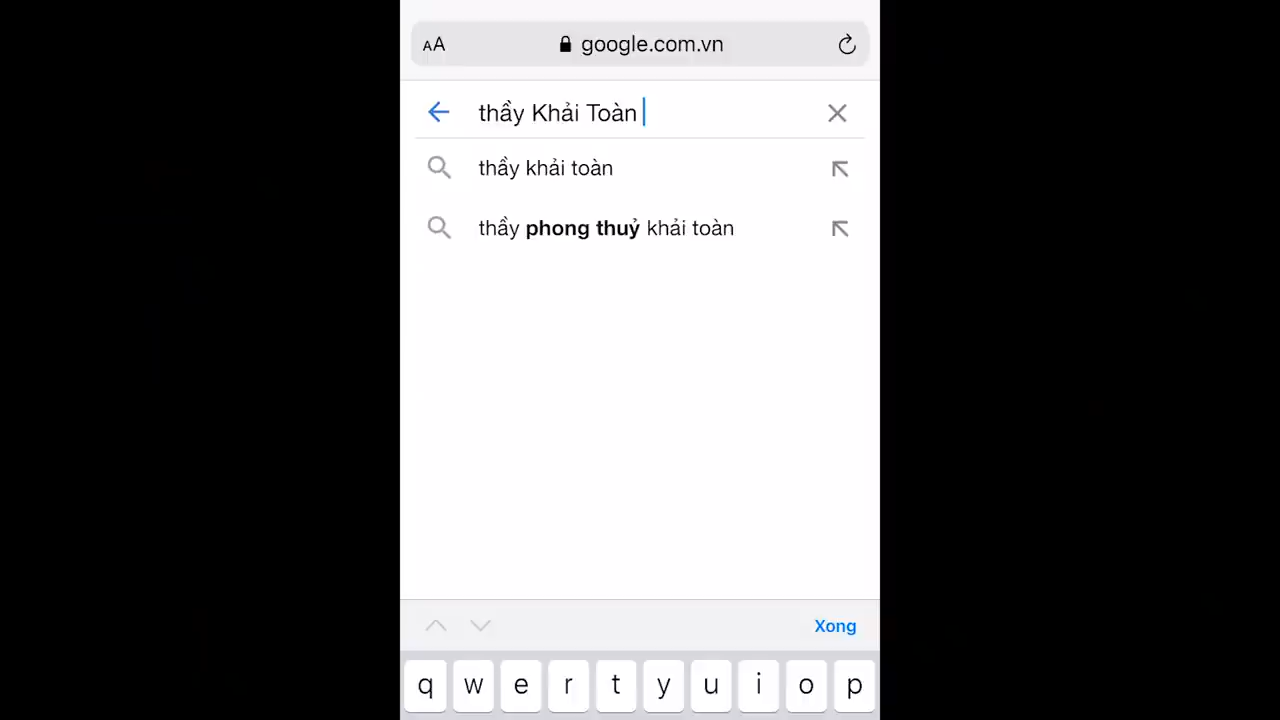 AA google.com.vn
thầy Khải Toàn
thầy khải toàn
thầy phong thuỷ khải toàn
Xong
q w e r t y u i o p